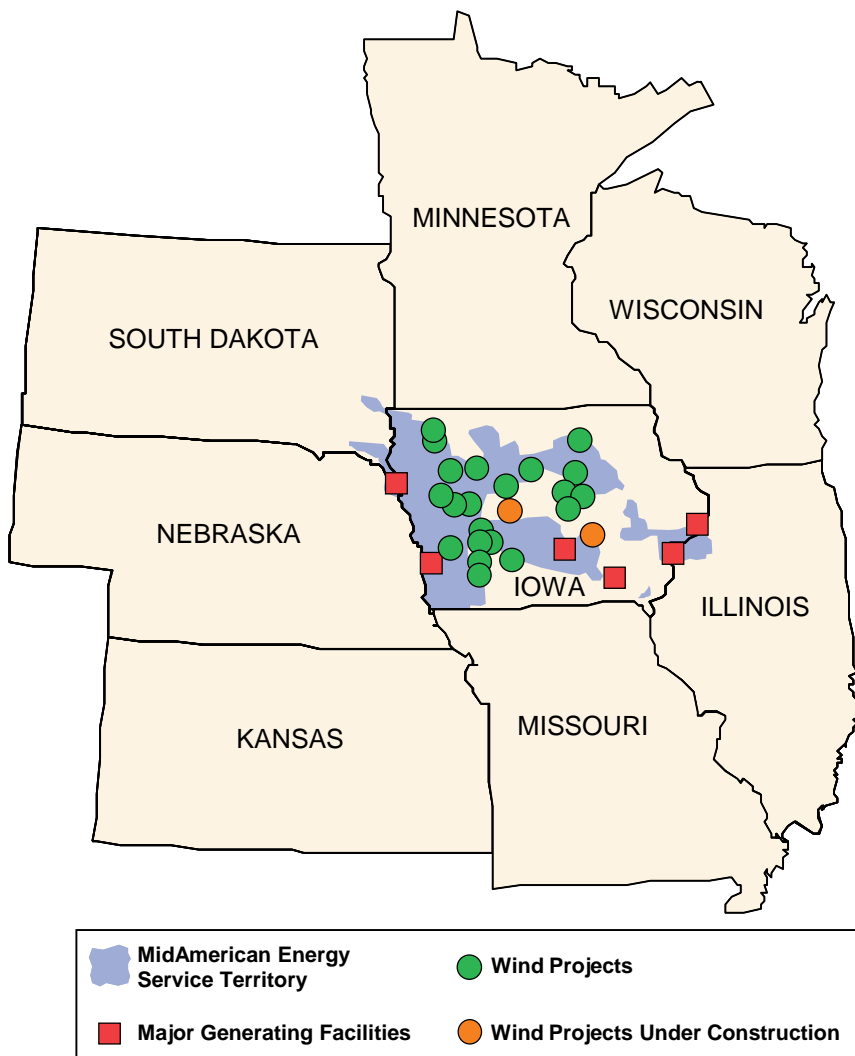 MINNESOTA
WISCONSIN
SOUTH DAKOTA
NEBRASKA
IOWA
ILLINOIS
KANSAS
MISSOURI
MidAmerican Energy
Service Territory
Wind Projects
Major Generating Facilities
Wind Projects Under Construction